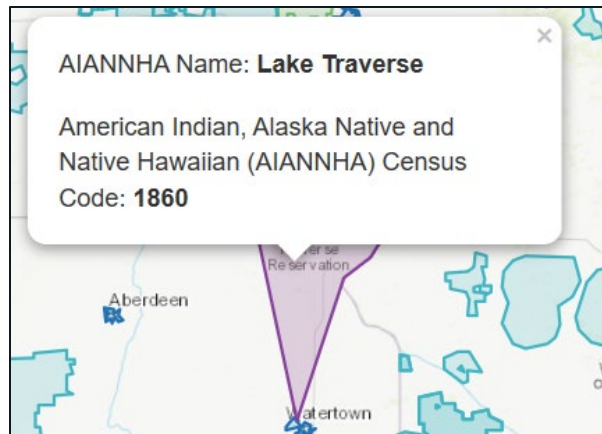 ×
AIANNHA Name: Lake Traverse
American Indian, Alaska Native and
Native Hawaiian (AIANNHA) Census
Code: 1860
Reservation
Aberdeen
Watertown